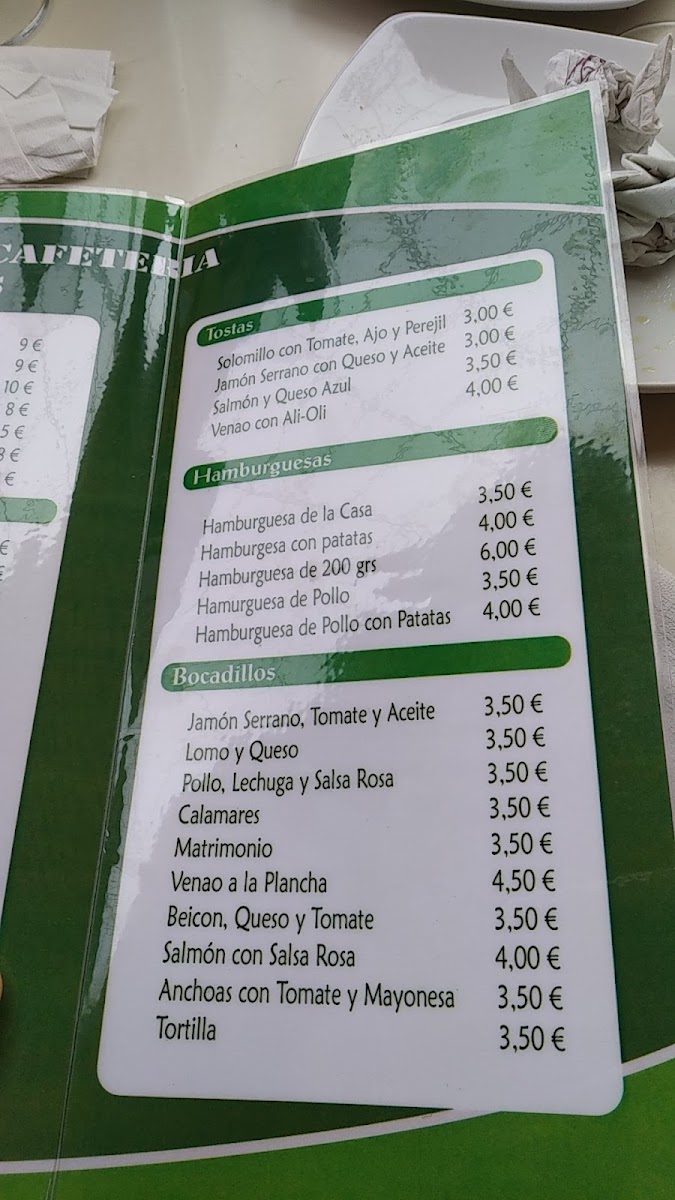 CAFETERIA
S
9 €
9 €
10 €
8 €
5 €
€
€
€
Tostas
Solomillo con Tomate, Ajo y Perejil 3,00 €
Jamón Serrano con Queso y Aceite 3,00 €
Salmón y Queso Azul 3,50 €
Venao con Ali-Oli 4,00 €
Hamburguesas
Hamburguesa de la Casa 3,50 €
Hamburgesa con patatas 4,00 €
Hamburguesa de 200 grs 6,00 €
Hamurguesa de Pollo 3,50 €
Hamburguesa de Pollo con Patatas 4,00 €
Bocadillos
Jamón Serrano, Tomate y Aceite 3,50 €
Lomo y Queso 3,50 €
Pollo, Lechuga y Salsa Rosa 3,50 €
Calamares 3,50 €
Matrimonio 3,50 €
Venao a la Plancha 4,50 €
Beicon, Queso y Tomate 3,50 €
Salmón con Salsa Rosa 4,00 €
Anchoas con Tomate y Mayonesa 3,50 €
Tortilla 3,50 €